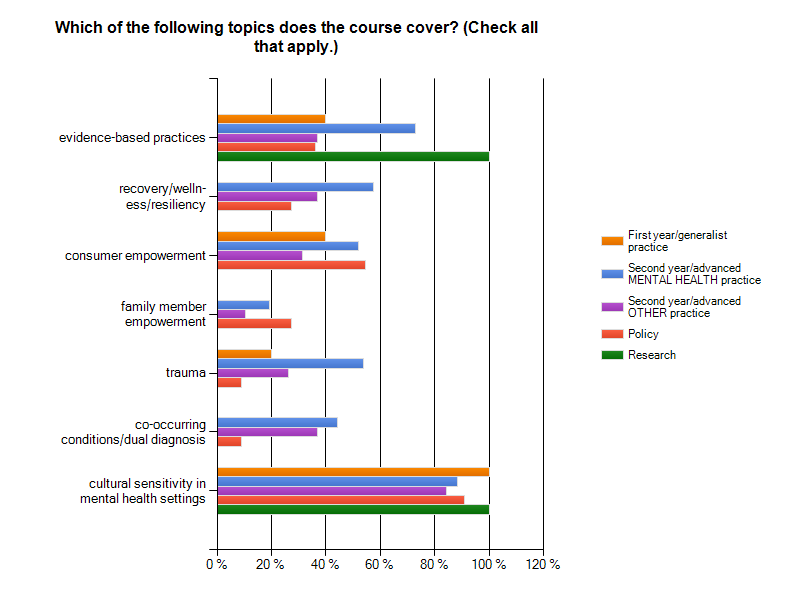 Which of the following topics does the course cover? (Check all
that apply.)
evidence-based practices
recovery/welln-
ess/resiliency
consumer empowerment
family member
empowerment
trauma
co-occurring
conditions/dual diagnosis
cultural sensitivity in
mental health settings
0 %
20 %
40 %
60 %
80 %
100 %
120 %
First year/generalist
practice
Second year/advanced
MENTAL HEALTH practice
Second year/advanced
OTHER practice
Policy
Research